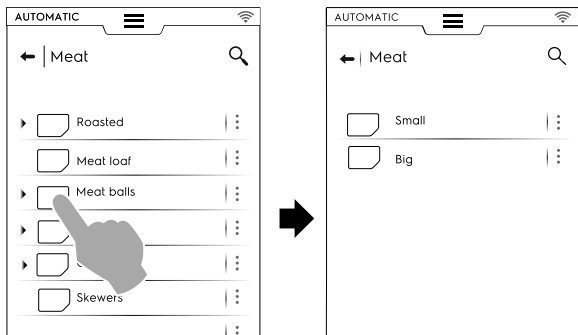 AUTOMATIC
Meat
Roasted
Meat loaf
Meat balls
Skewers
AUTOMATIC
Meat
Small
Big